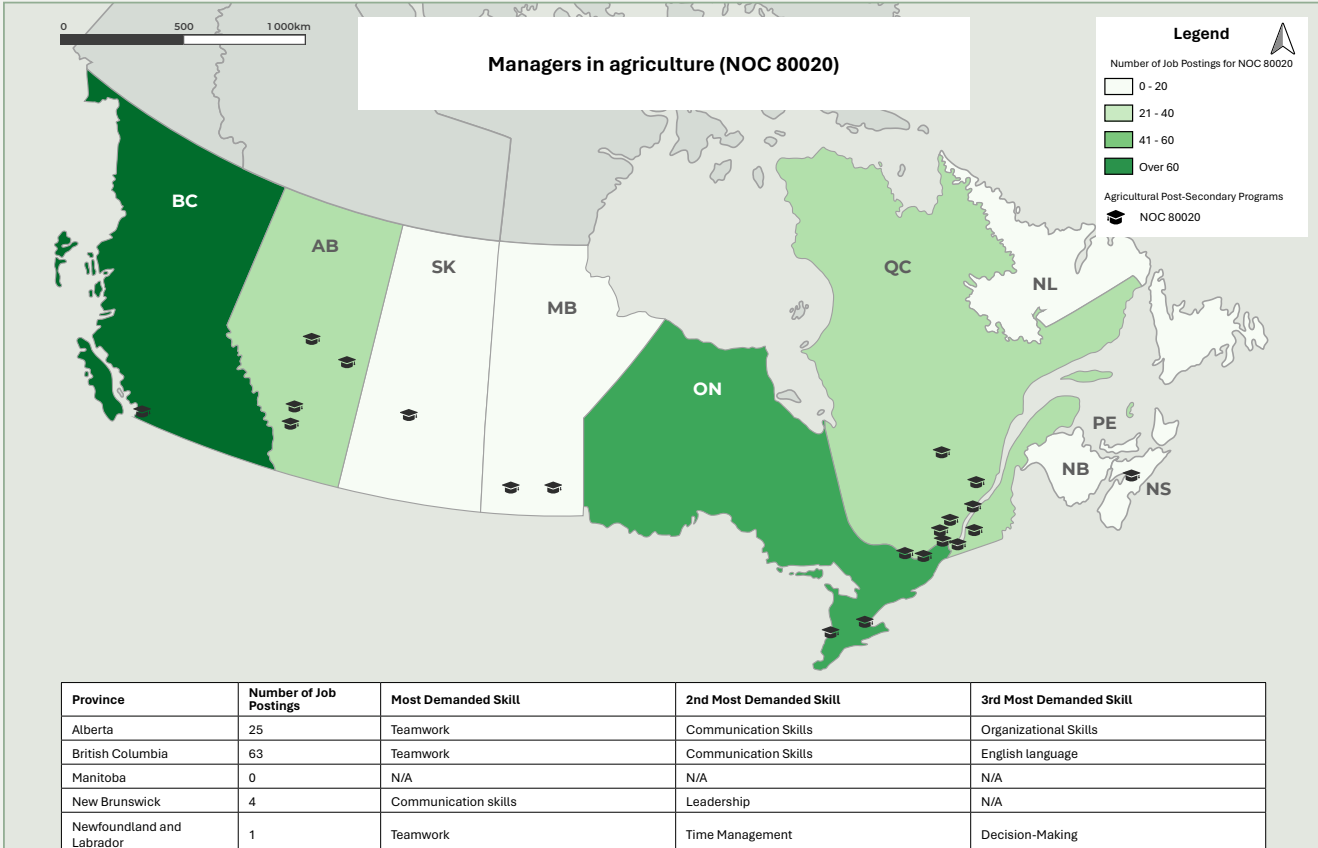 0 500 1 000km
Managers in agriculture (NOC 80020)
Legend
Number of Job Postings for NOC 80020
0 - 20
21 - 40
41 - 60
Over 60
Agricultural Post-Secondary Programs
NOC 80020
BC
AB
SK
MB
ON
QC
NL
PE
NB
NS
Province Number of Job Postings Most Demanded Skill 2nd Most Demanded Skill 3rd Most Demanded Skill
Alberta 25 Teamwork Communication Skills Organizational Skills
British Columbia 63 Teamwork Communication Skills English language
Manitoba 0 N/A N/A N/A
New Brunswick 4 Communication skills Leadership N/A
Newfoundland and Labrador 1 Teamwork Time Management Decision-Making